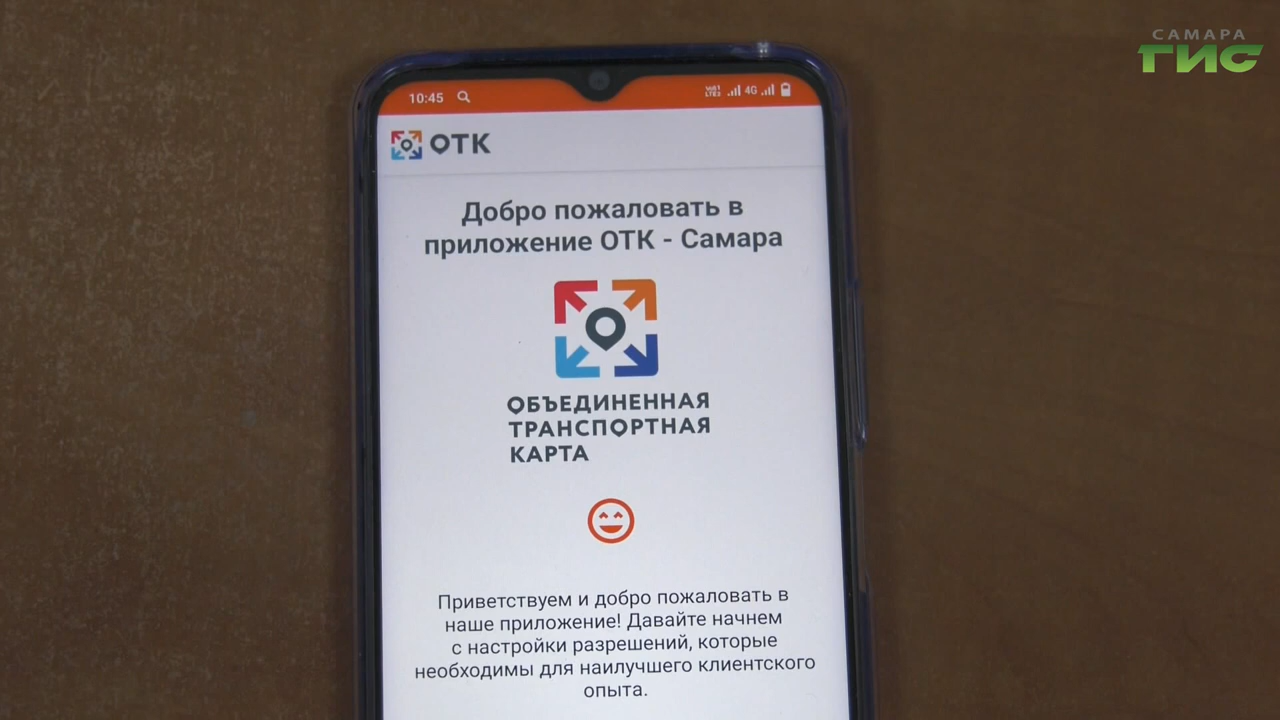 САМАРА
ГИС
10:45
4G
ОТК
Добро пожаловать в
приложение ОТК - Самара
ОБЪЕДИНЕННАЯ
ТРАНСПОРТНАЯ
КАРТА
Приветствуем и добро пожаловать в
наше приложение! Давайте начнем
с настройки разрешений, которые
необходимы для наилучшего клиентского
опыта.